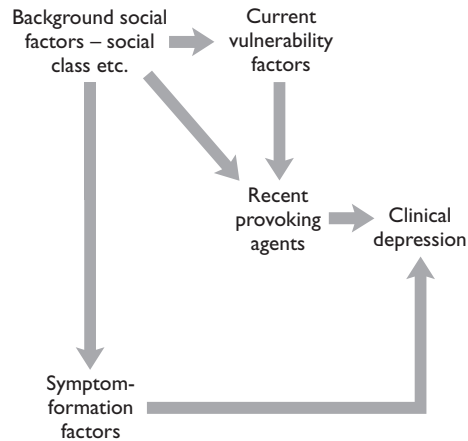 Background social
factors – social
class etc.
Current
vulnerability
factors
Recent
provoking
agents
Clinical
depression
Symptom-
formation
factors